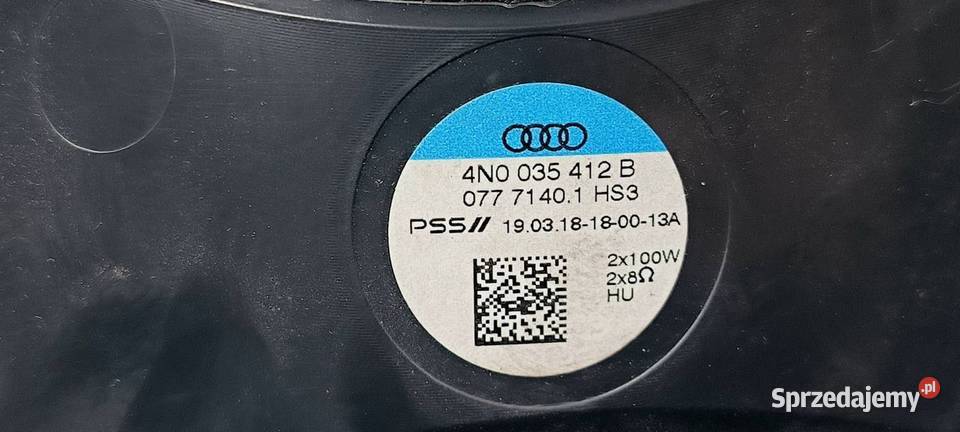 4N0 035 412 B
077 7140.1 HS3
PSS// 19.03.18-18-00-13A
2x100W
2x8Ω
HU
Sprzedajemy.pl